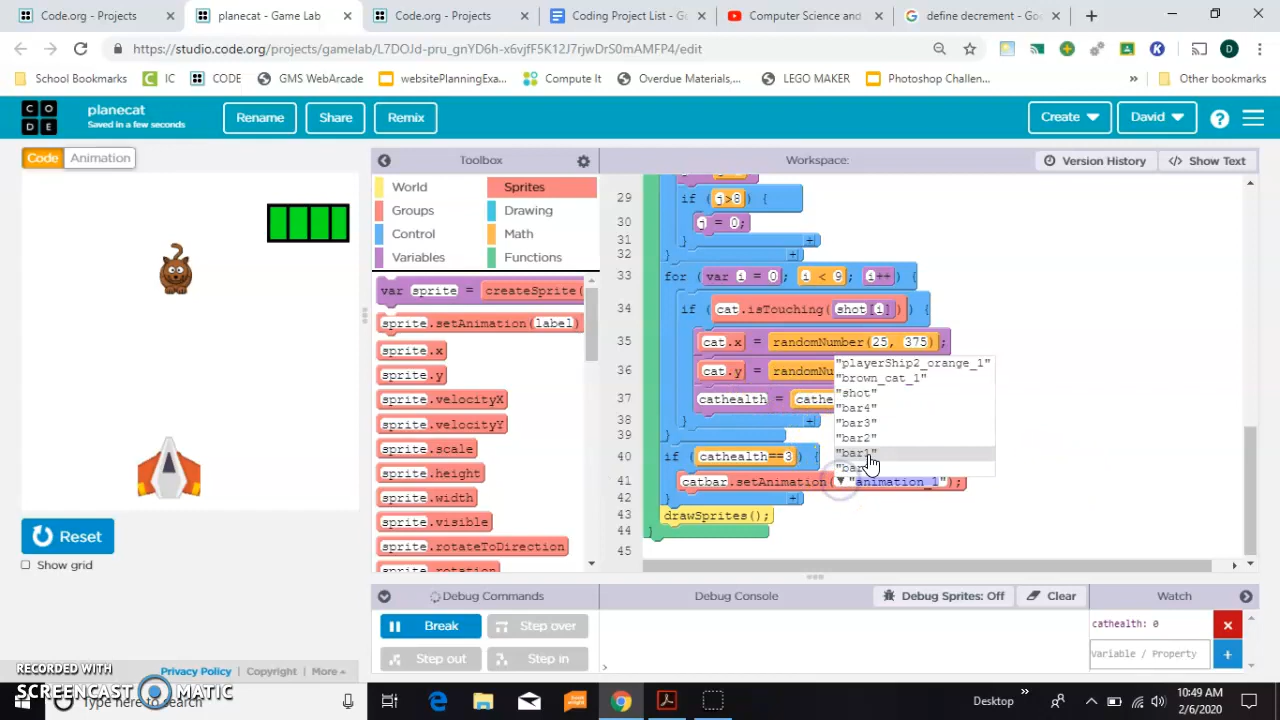 Code.org - Projects
planecat - Game Lab
Code.org - Projects
Coding Project List - G
Computer Science and
define decrement - Go
https://studio.code.org/projects/gamelab/L7DOJd-pru_gnYD6h-x6vjfF5K12J7rjwDrS0mAMFP4/edit
School Bookmarks
IC
CODE
GMS WebArcade
websitePlanningExa...
Compute It
Overdue Materials,...
LEGO MAKER
Photoshop Challen...
Other bookmarks
CODE
planecat
Saved in a few seconds
Rename
Share
Remix
Create
David
?
Code
Animation
Toolbox
Workspace:
Version History
Show Text
World
Sprites
Groups
Drawing
Control
Math
Variables
Functions
var sprite = createSprite(
sprite.setAnimation(label)
sprite.x
sprite.y
sprite.velocityX
sprite.velocityY
sprite.scale
sprite.height
sprite.width
sprite.visible
sprite.rotateToDirection
29 if (j>8) {
30 j = 0;
31 }
32 }
33 for (var i = 0; i < 9; i++) {
34 if (cat.isTouching(shot[i])) {
35 cat.x = randomNumber(25, 375);
36 cat.y = randomNu
37 cathealth = cathe
38 }
39 }
40 if (cathealth==3) {
41 catbar.setAnimation("animation_1");
42 }
43 drawSprites();
44 }
45
"playerShip2_orange_1"
"brown_cat_1"
"shot"
"bar4"
"bar3"
"bar2"
"bar1"
Reset
Show grid
Debug Commands
Debug Console
Debug Sprites: Off
Clear
Watch
Break
Step over
Step out
Step in
cathealth: 0
Variable / Property
Privacy Policy
Copyright
More
RECORDED WITH
SCREENCAST MATIC
Type here to search
Desktop
10:49 AM
2/6/2020